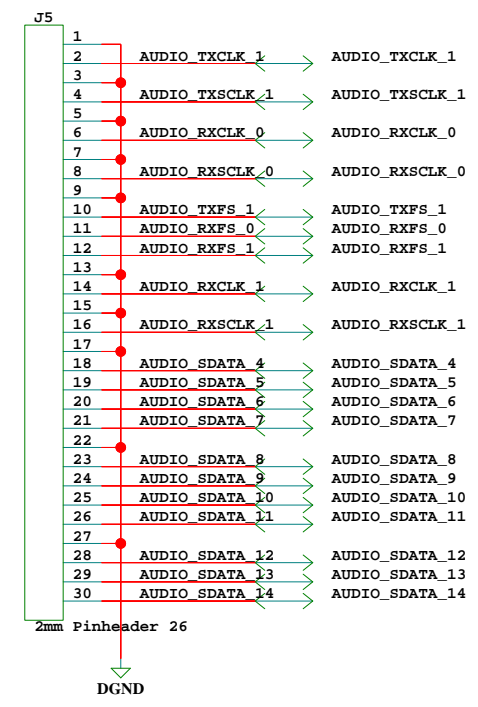 J5
1
2 AUDIO_TXCLK_1 AUDIO_TXCLK_1
3
4 AUDIO_TXSCLK_1 AUDIO_TXSCLK_1
5
6 AUDIO_RXCLK_0 AUDIO_RXCLK_0
7
8 AUDIO_RXSCLK_0 AUDIO_RXSCLK_0
9
10 AUDIO_TXFS_1 AUDIO_TXFS_1
11 AUDIO_RXFS_0 AUDIO_RXFS_0
12 AUDIO_RXFS_1 AUDIO_RXFS_1
13
14 AUDIO_RXCLK_1 AUDIO_RXCLK_1
15
16 AUDIO_RXSCLK_1 AUDIO_RXSCLK_1
17
18 AUDIO_SDATA_4 AUDIO_SDATA_4
19 AUDIO_SDATA_5 AUDIO_SDATA_5
20 AUDIO_SDATA_6 AUDIO_SDATA_6
21 AUDIO_SDATA_7 AUDIO_SDATA_7
22
23 AUDIO_SDATA_8 AUDIO_SDATA_8
24 AUDIO_SDATA_9 AUDIO_SDATA_9
25 AUDIO_SDATA_10 AUDIO_SDATA_10
26 AUDIO_SDATA_11 AUDIO_SDATA_11
27
28 AUDIO_SDATA_12 AUDIO_SDATA_12
29 AUDIO_SDATA_13 AUDIO_SDATA_13
30 AUDIO_SDATA_14 AUDIO_SDATA_14
2mm Pinheader 26
DGND